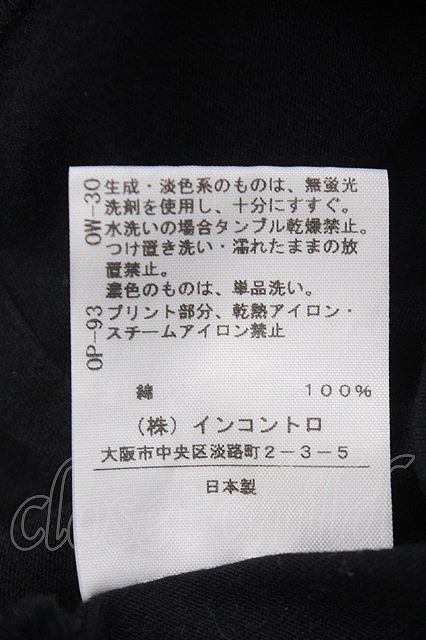 OW-30
生成・淡色系のものは、無蛍光
洗剤を使用し、十分にすすぐ。
水洗いの場合タンブル乾燥禁止。
つけ置き洗い・濡れたままの放
置禁止。
濃色のものは、単品洗い。
OP-93
プリント部分、乾熱アイロン・
スチームアイロン禁止
綿 100%
(株)インコントロ
大阪市中央区淡路町2-3-5
日本製